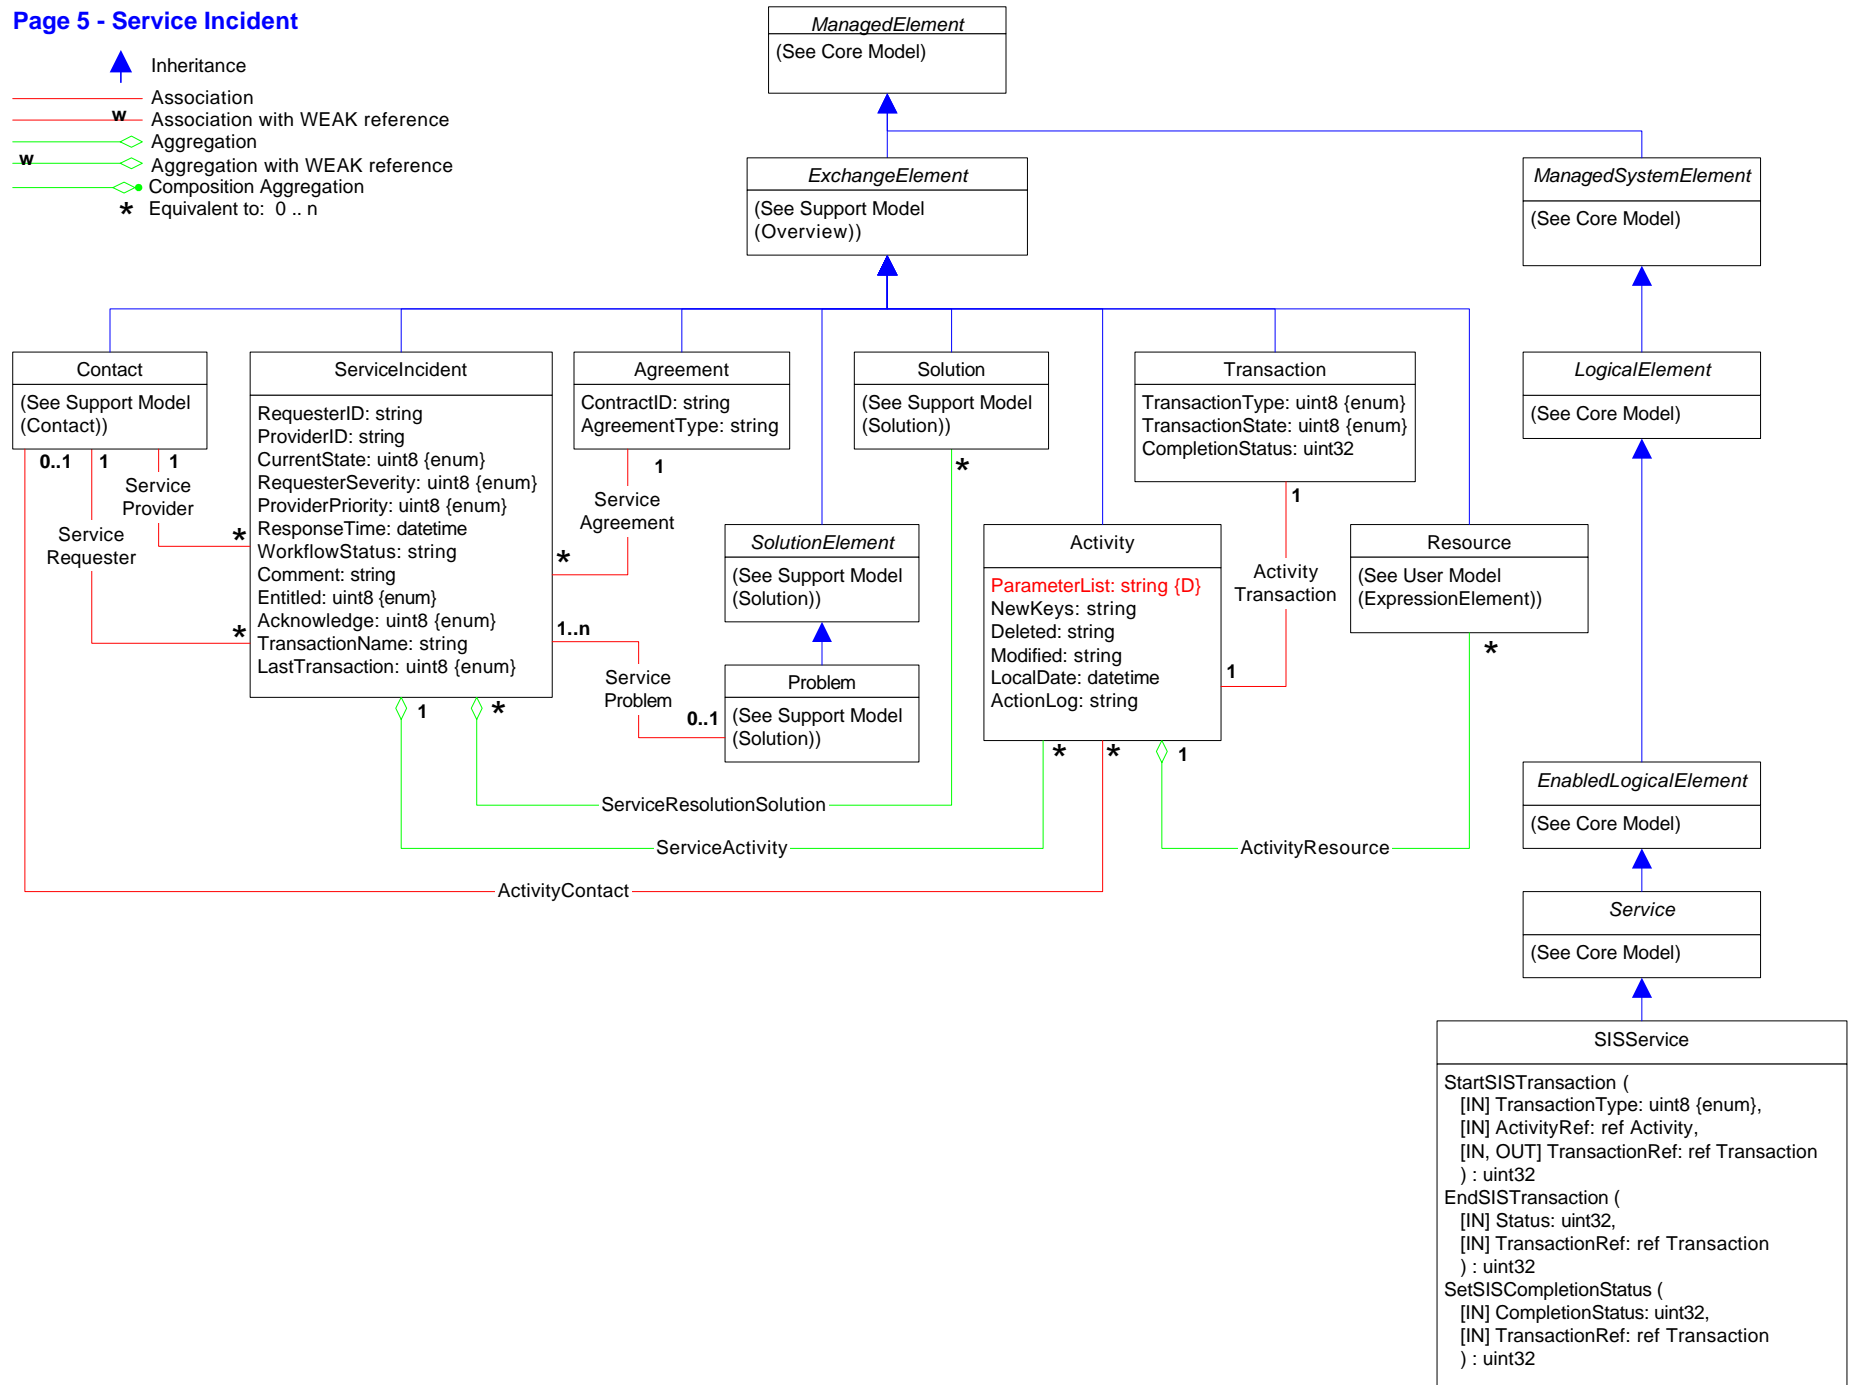 Page 5 - Service Incident
Inheritance
Association
w Association with WEAK reference
Aggregation
w Aggregation with WEAK reference
Composition Aggregation
* Equivalent to: 0 .. n
ManagedElement
(See Core Model)
ExchangeElement
(See Support Model
(Overview))
ManagedSystemElement
(See Core Model)
Contact
(See Support Model
(Contact))
0..1
1
1
Service
Provider
*
Service
Requester
*
ServiceIncident
RequesterID: string
ProviderID: string
CurrentState: uint8 {enum}
RequesterSeverity: uint8 {enum}
ProviderPriority: uint8 {enum}
ResponseTime: datetime
WorkflowStatus: string
Comment: string
Entitled: uint8 {enum}
Acknowledge: uint8 {enum}
TransactionName: string
LastTransaction: uint8 {enum}
1
*
Agreement
ContractID: string
AgreementType: string
1
Service
Agreement
*
1..n
Service
Problem
0..1
Solution
(See Support Model
(Solution))
*
SolutionElement
(See Support Model
(Solution))
Problem
(See Support Model
(Solution))
Transaction
TransactionType: uint8 {enum}
TransactionState: uint8 {enum}
CompletionStatus: uint32
1
Activity
Transaction
1
Activity
ParameterList: string {D}
NewKeys: string
Deleted: string
Modified: string
LocalDate: datetime
ActionLog: string
*
*
1
Resource
(See User Model
(ExpressionElement))
*
ServiceResolutionSolution
ServiceActivity
ActivityResource
ActivityContact
LogicalElement
(See Core Model)
EnabledLogicalElement
(See Core Model)
Service
(See Core Model)
SISService
StartSISTransaction (
[IN] TransactionType: uint8 {enum},
[IN] ActivityRef: ref Activity,
[IN, OUT] TransactionRef: ref Transaction
) : uint32
EndSISTransaction (
[IN] Status: uint32,
[IN] TransactionRef: ref Transaction
) : uint32
SetSISCompletionStatus (
[IN] CompletionStatus: uint32,
[IN] TransactionRef: ref Transaction
) : uint32